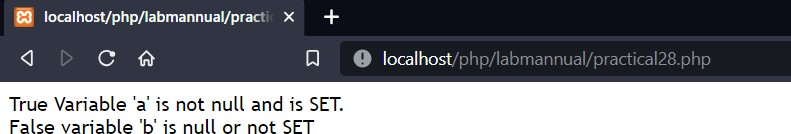 localhost/php/labmannual/practi
localhost/php/labmannual/practical28.php
True Variable 'a' is not null and is SET.
False variable 'b' is null or not SET